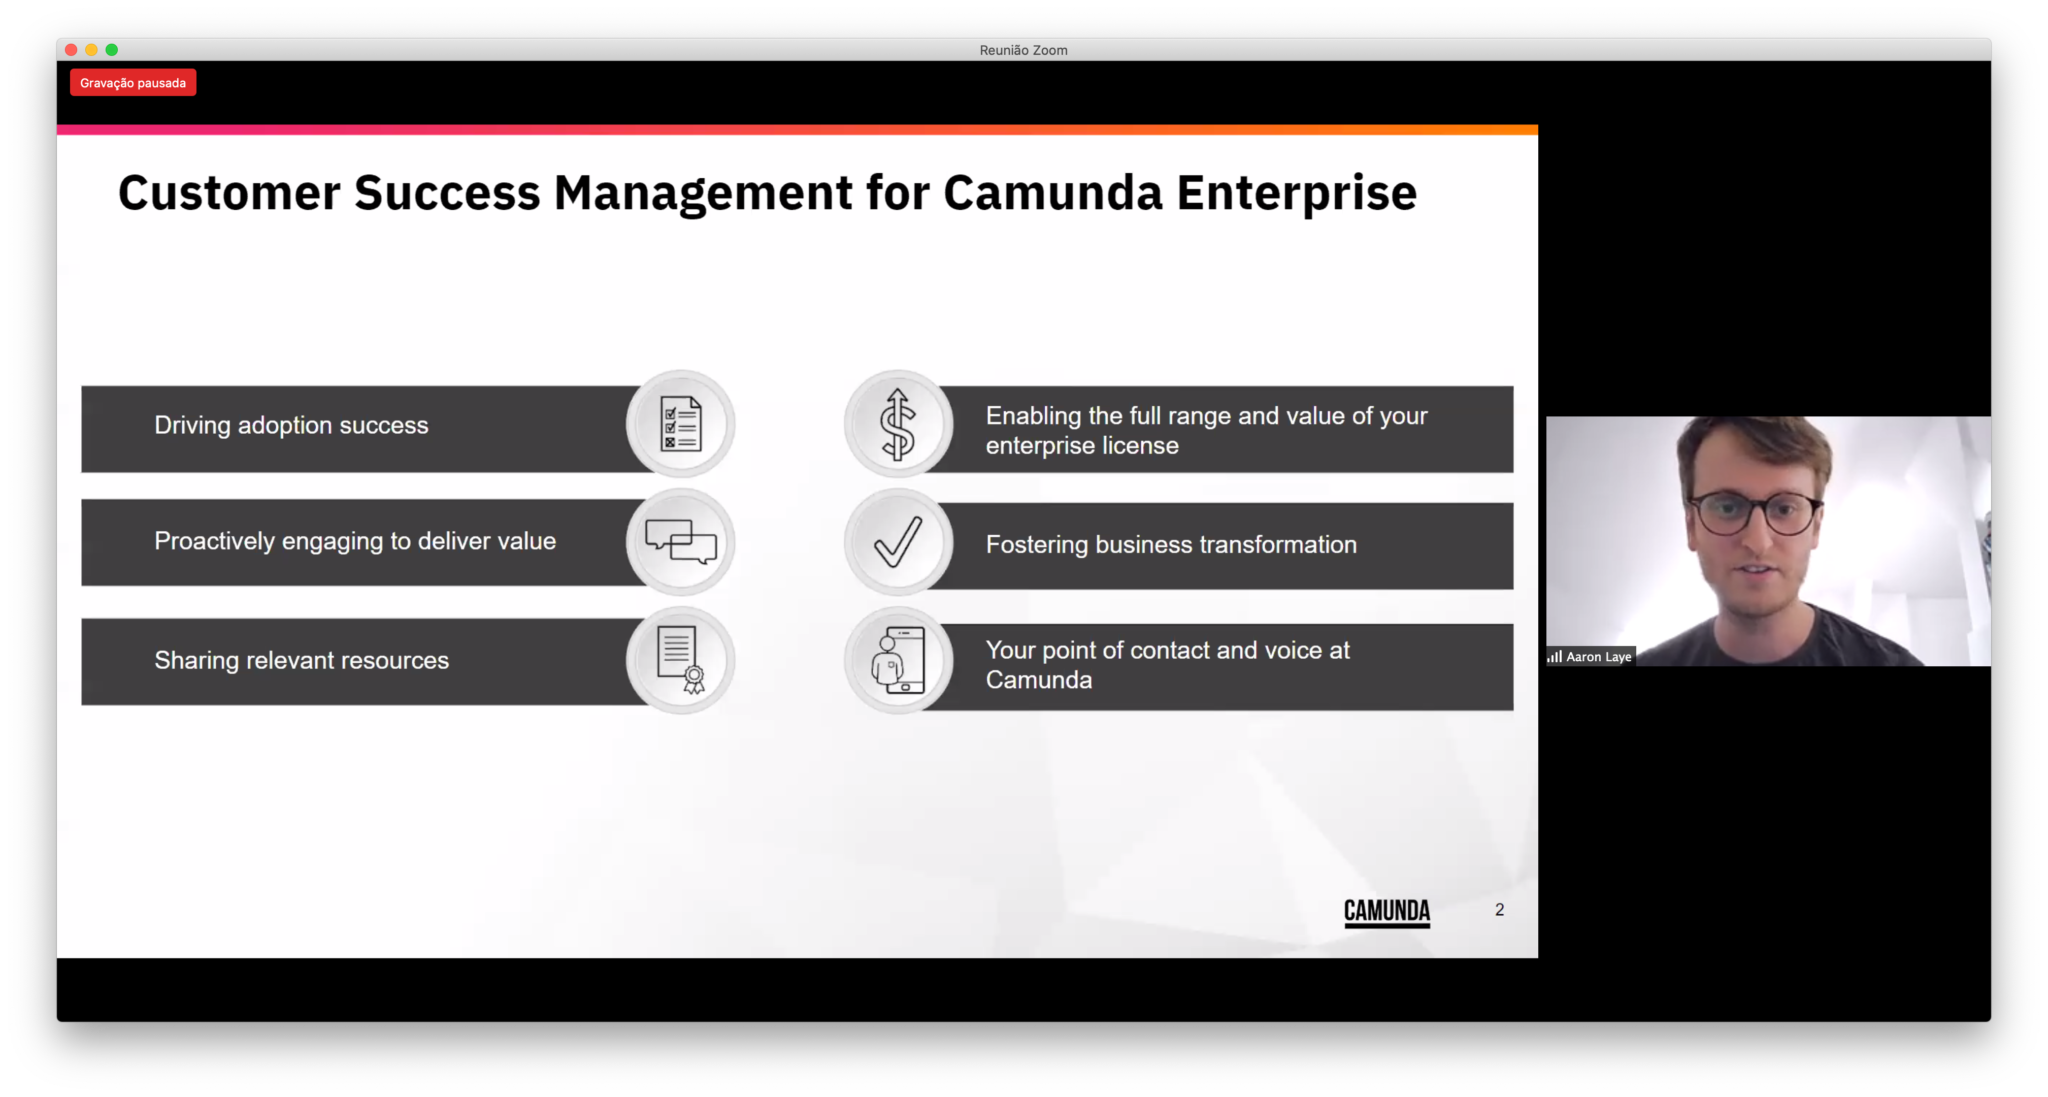 Reunião Zoom
Gravação pausada
Customer Success Management for Camunda Enterprise
Driving adoption success
Proactively engaging to deliver value
Sharing relevant resources
Enabling the full range and value of your
enterprise license
Fostering business transformation
Your point of contact and voice at
Camunda
Aaron Laye
CAMUNDA
2